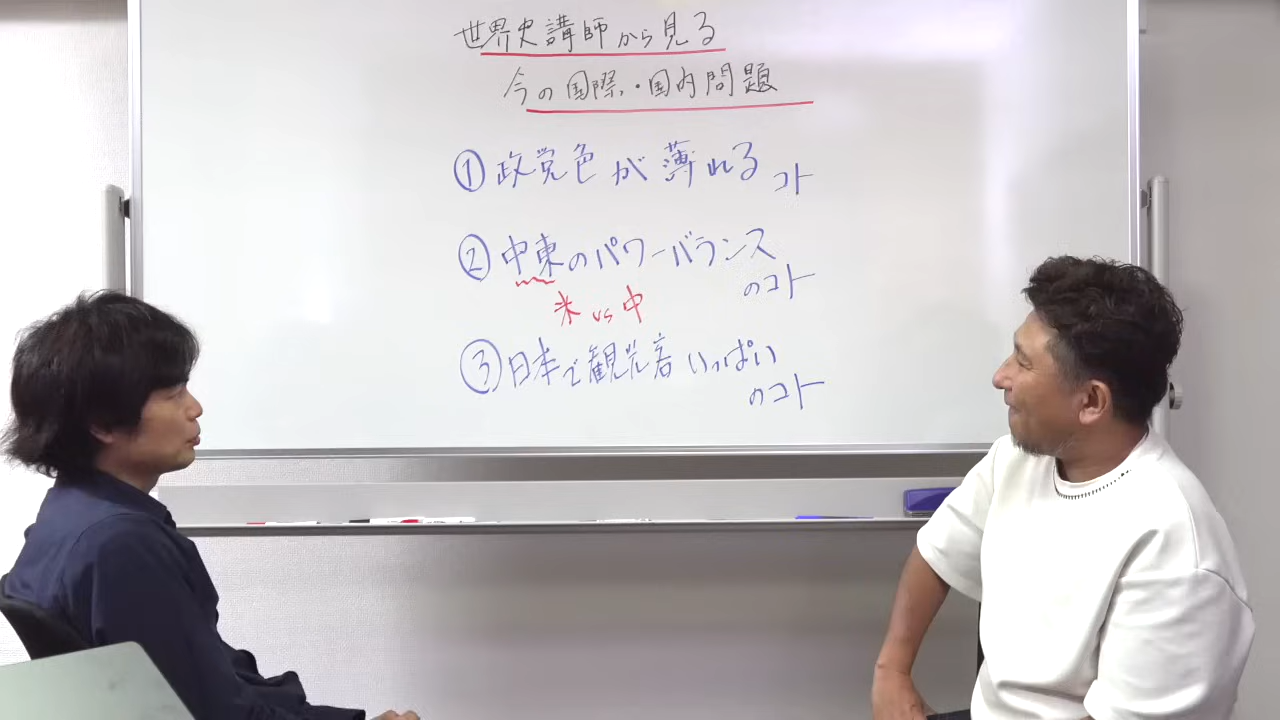 世界史講師から見る
今の国際・国内問題
①政党色が薄れるコト
②中東のパワーバランス
のコト
米vs中
③日本で観光客いっぱい
のコト